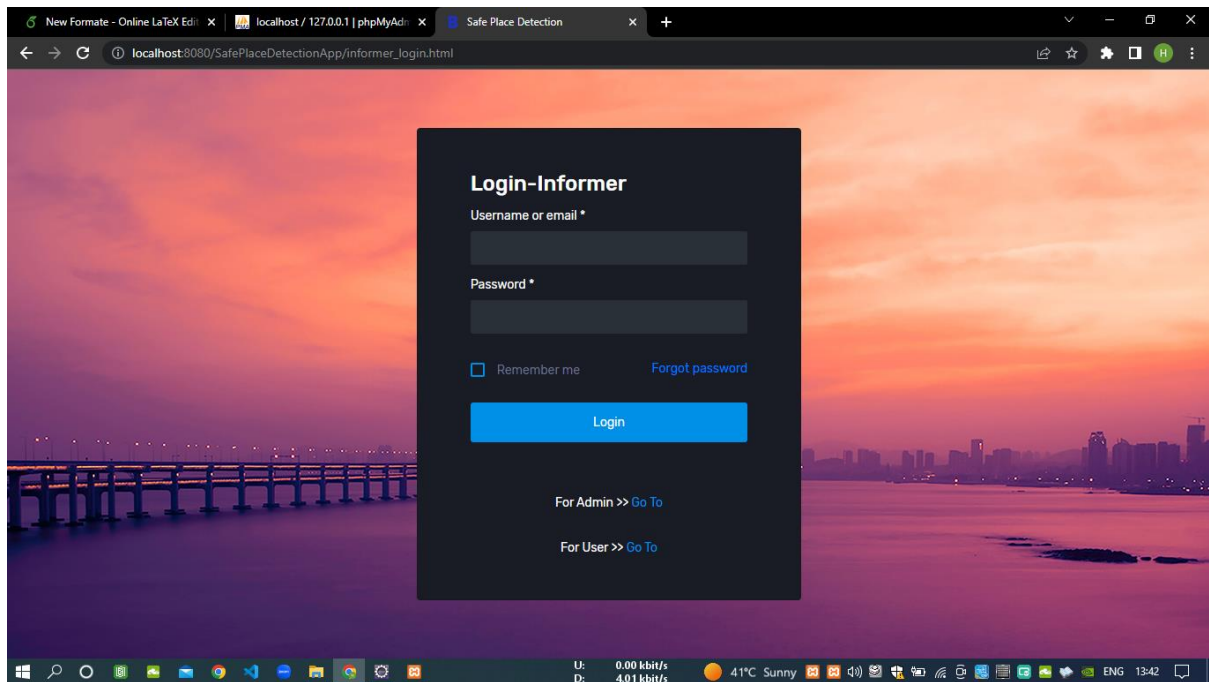 New Formate - Online LaTeX Edit
localhost / 127.0.0.1 | phpMyAdm
Safe Place Detection
localhost:8080/SafePlaceDetectionApp/informer_login.html
H
Login-Informer
Username or email *
Password *
Remember me
Forgot password
Login
For Admin >> Go To
For User >> Go To
U: 0.00 kbit/s
D: 4.01 kbit/s
41°C Sunny
ENG
13:42